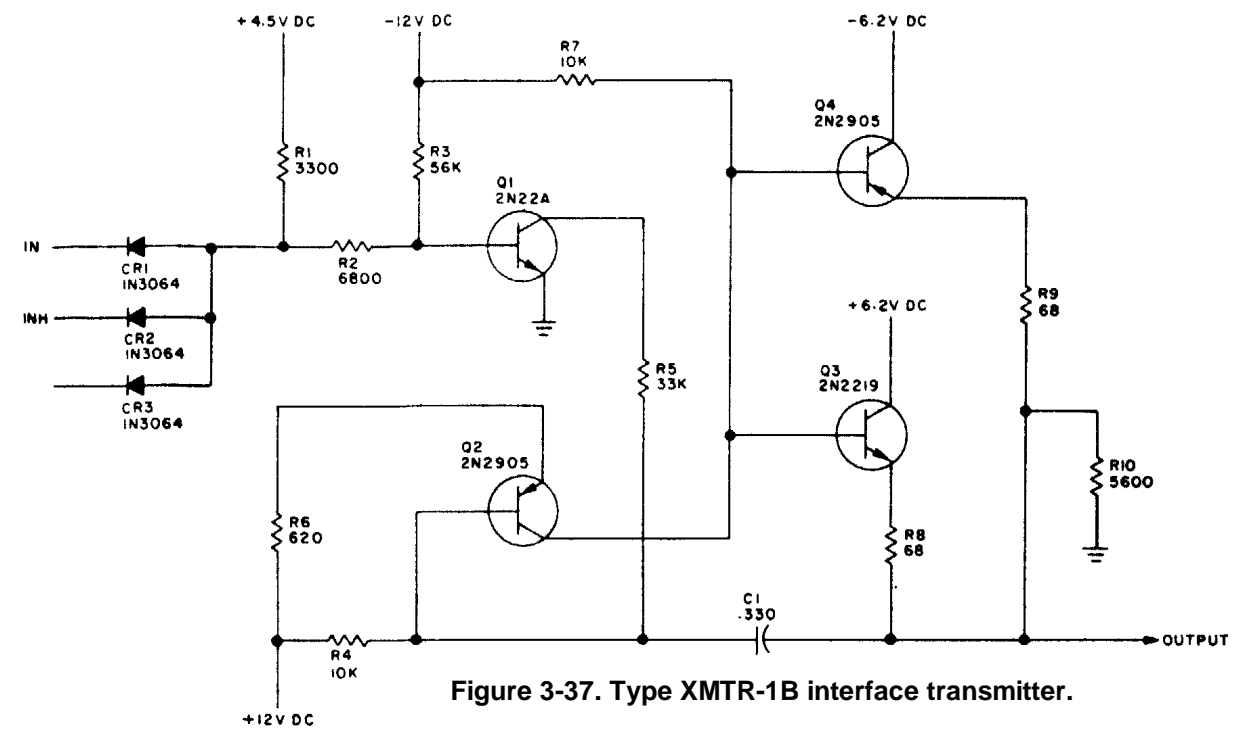 +4.5V DC
-12V DC
-6.2V DC
R7
10K
Q4
2N2905
R1
3300
R3
56K
Q1
2N22A
IN
R2
6800
CR1
IN3064
INH
CR2
IN3064
+6.2V DC
R9
68
R5
33K
Q3
2N2219
CR3
IN3064
Q2
2N2905
R10
5600
R6
620
R8
68
C1
.330
OUTPUT
R4
10K
+12V DC
Figure 3-37. Type XMTR-1B interface transmitter.